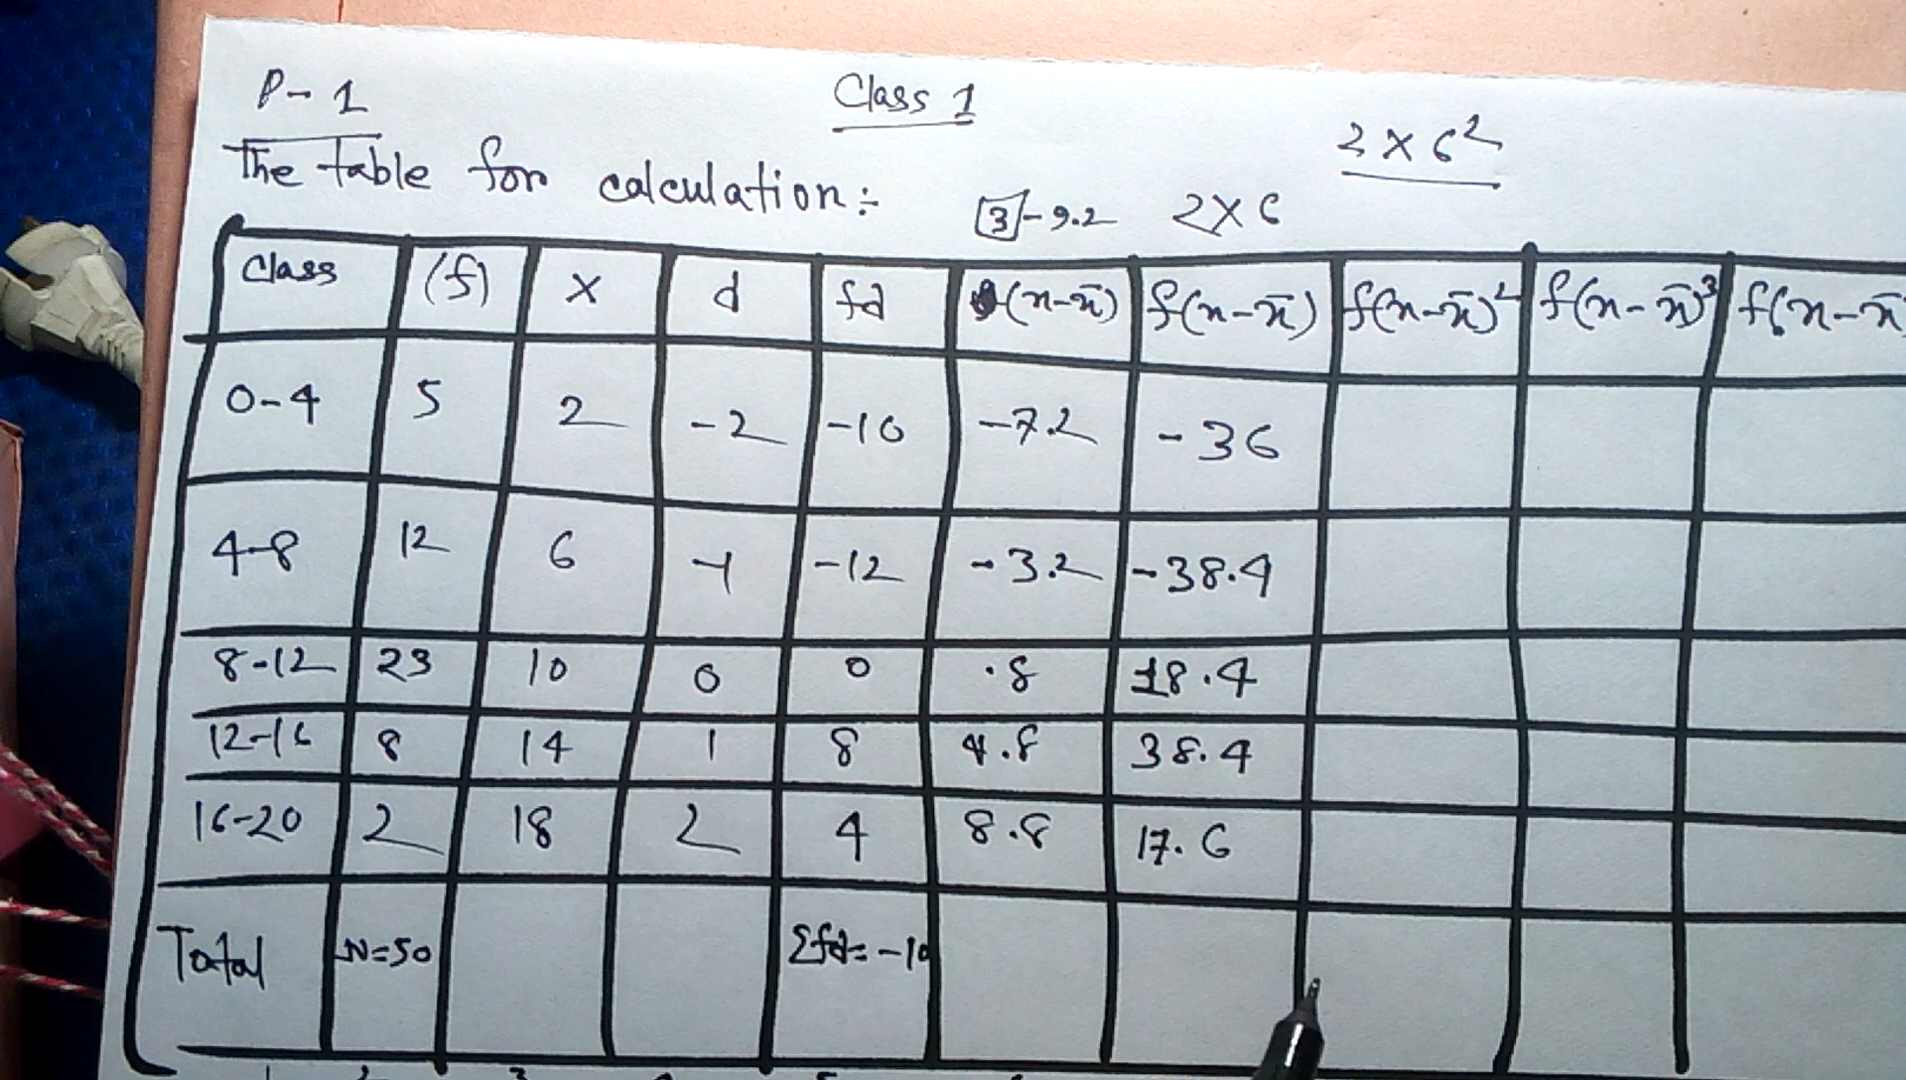 P-1
Class 1
2 × 6²
The table for calculation:-
3 - 9.2 2×6
Class (f) x d fd (x-x̄) f(x-x̄) f(x-x̄)² f(x-x̄)³ f(x-x̄
0-4 5 2 -2 -10 -7.2 -36
4-8 12 6 -1 -12 -3.2 -38.4
8-12 23 10 0 0 .8 18.4
12-16 8 14 1 8 4.8 38.4
16-20 2 18 2 4 8.8 17.6
Total N=50 Σfd=-10